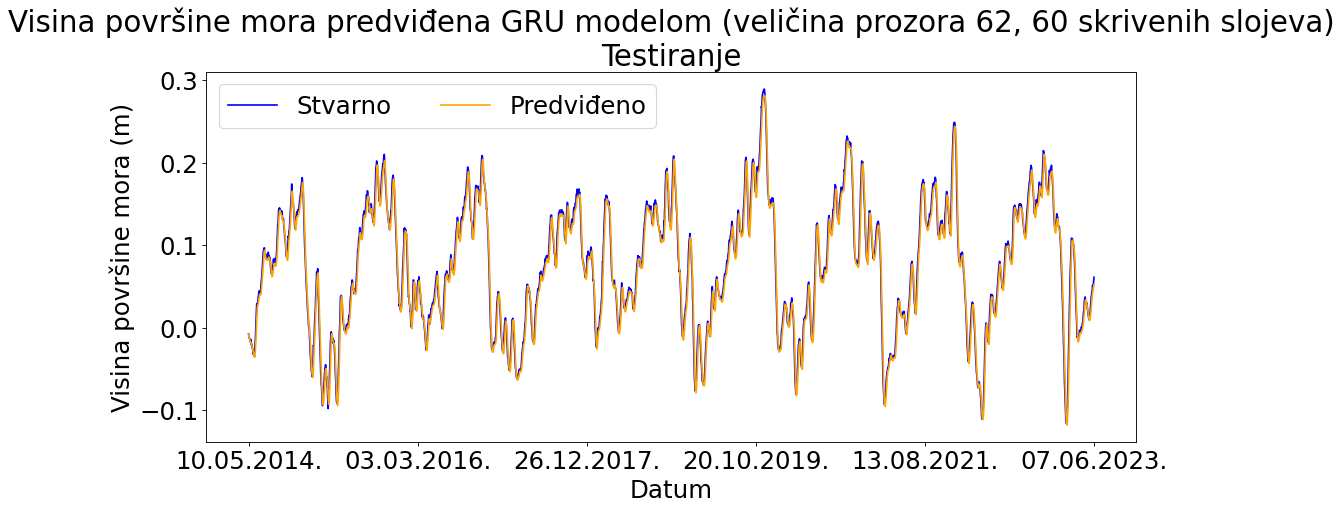 Visina površine mora predviđena GRU modelom (veličina prozora 62, 60 skrivenih slojeva)
Testiranje
Stvarno
Predviđeno
Visina površine mora (m)
0.3
0.2
0.1
0.0
−0.1
10.05.2014.
03.03.2016.
26.12.2017.
20.10.2019.
13.08.2021.
07.06.2023.
Datum